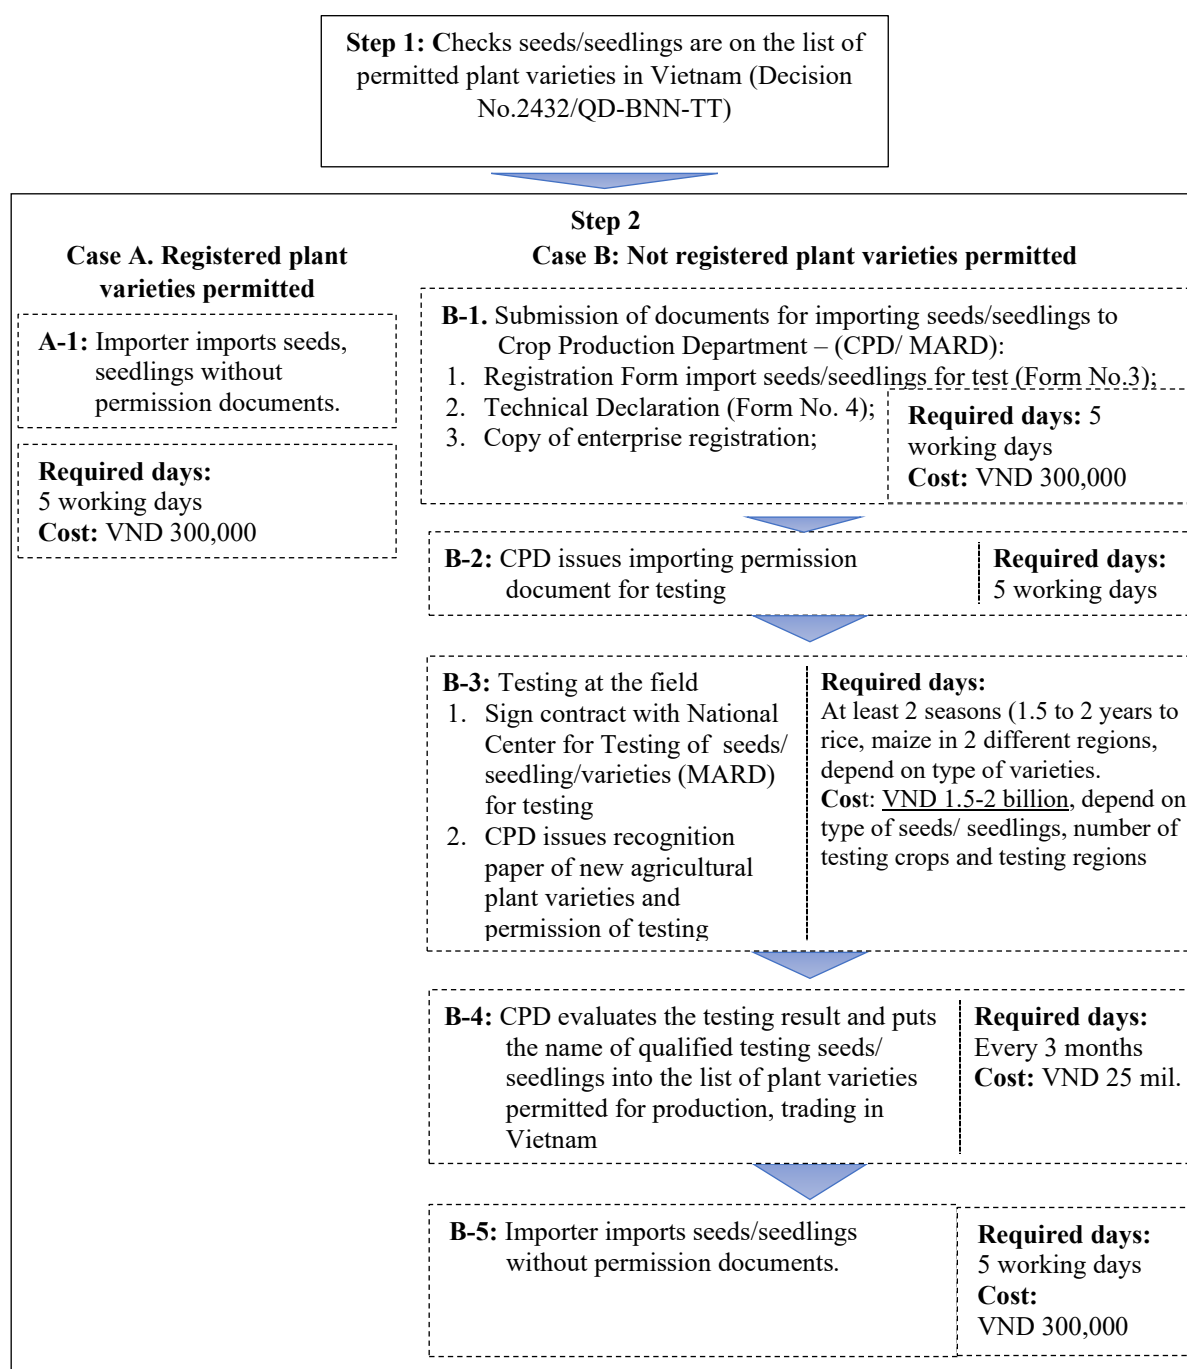 Step 1: Checks seeds/seedlings are on the list of
permitted plant varieties in Vietnam (Decision
No.2432/QD-BNN-TT)
Step 2
Case A. Registered plant
varieties permitted
A-1: Importer imports seeds,
seedlings without
permission documents.
Required days:
5 working days
Cost: VND 300,000
Case B: Not registered plant varieties permitted
B-1. Submission of documents for importing seeds/seedlings to
Crop Production Department – (CPD/ MARD):
1. Registration Form import seeds/seedlings for test (Form No.3);
2. Technical Declaration (Form No. 4);
3. Copy of enterprise registration;
Required days: 5
working days
Cost: VND 300,000
B-2: CPD issues importing permission
document for testing
Required days:
5 working days
B-3: Testing at the field
1. Sign contract with National
Center for Testing of seeds/
seedling/varieties (MARD)
for testing
2. CPD issues recognition
paper of new agricultural
plant varieties and
permission of testing
Required days:
At least 2 seasons (1.5 to 2 years to
rice, maize in 2 different regions,
depend on type of varieties.
Cost: VND 1.5-2 billion, depend on
type of seeds/ seedlings, number of
testing crops and testing regions
B-4: CPD evaluates the testing result and puts
the name of qualified testing seeds/
seedlings into the list of plant varieties
permitted for production, trading in
Vietnam
Required days:
Every 3 months
Cost: VND 25 mil.
B-5: Importer imports seeds/seedlings
without permission documents.
Required days:
5 working days
Cost:
VND 300,000